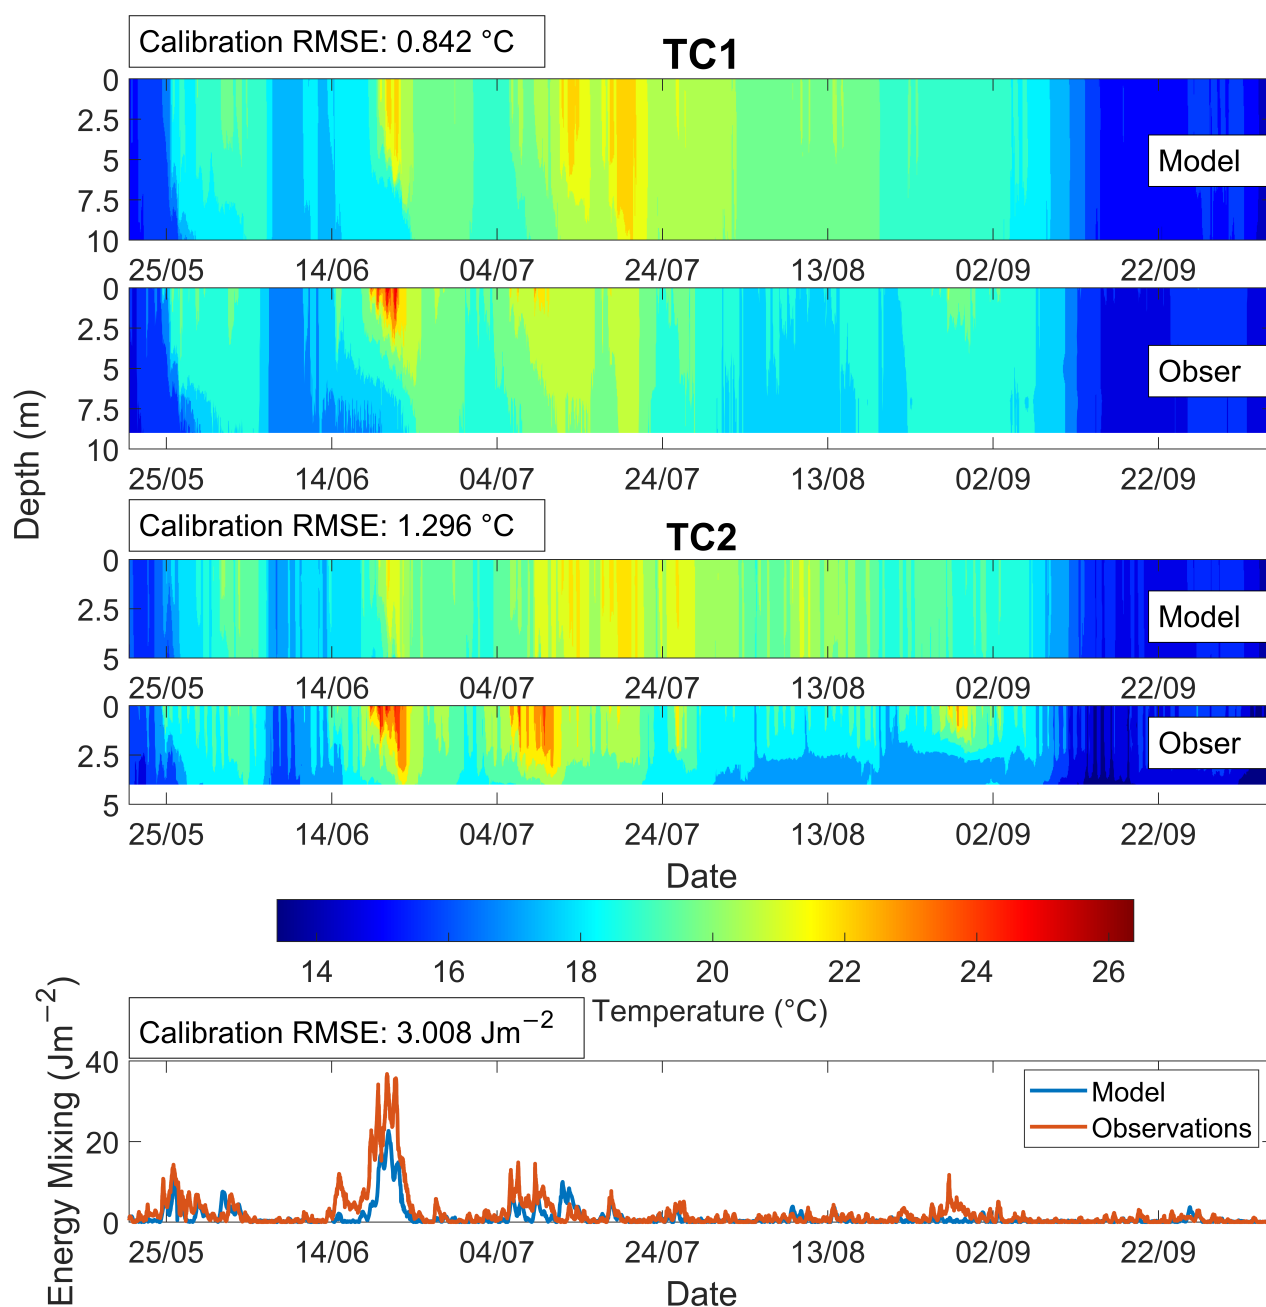 Calibration RMSE: 0.842 °C
TC1
0
2.5
5
7.5
10
Model
25/05 14/06 04/07 24/07 13/08 02/09 22/09
0
2.5
5
7.5
10
Obser
25/05 14/06 04/07 24/07 13/08 02/09 22/09
Depth (m)
Calibration RMSE: 1.296 °C
TC2
0
2.5
5
Model
25/05 14/06 04/07 24/07 13/08 02/09 22/09
0
2.5
5
Obser
25/05 14/06 04/07 24/07 13/08 02/09 22/09
Date
14 16 18 20 22 24 26
Temperature (°C)
Calibration RMSE: 3.008 Jm−2
Energy Mixing (Jm−2)
40
20
0
Model
Observations
25/05 14/06 04/07 24/07 13/08 02/09 22/09
Date